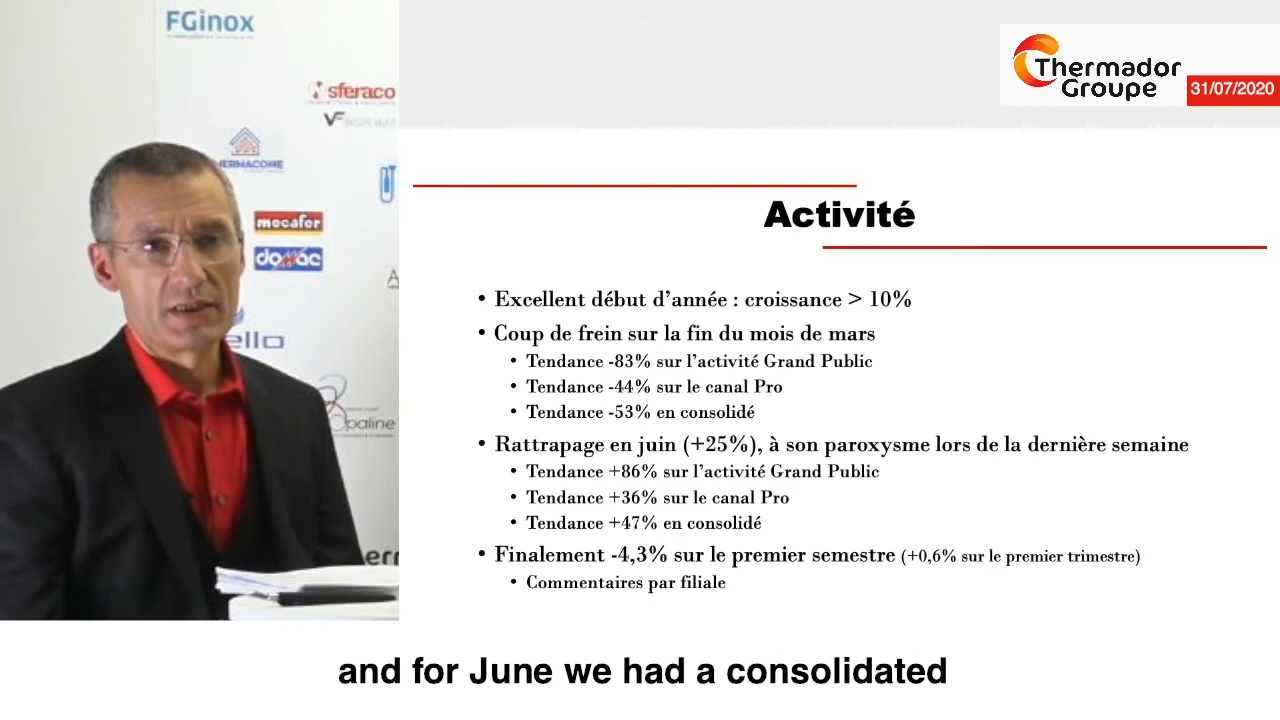 FGinox
sferaco
THERMACOME
mecafer
domac
ello
opaline
Thermador
Groupe
31/07/2020
Activité
• Excellent début d’année : croissance > 10%
• Coup de frein sur la fin du mois de mars
• Tendance -83% sur l’activité Grand Public
• Tendance -44% sur le canal Pro
• Tendance -53% en consolidé
• Rattrapage en juin (+25%), à son paroxysme lors de la dernière semaine
• Tendance +86% sur l’activité Grand Public
• Tendance +36% sur le canal Pro
• Tendance +47% en consolidé
• Finalement -4,3% sur le premier semestre (+0,6% sur le premier trimestre)
• Commentaires par filiale
and for June we had a consolidated